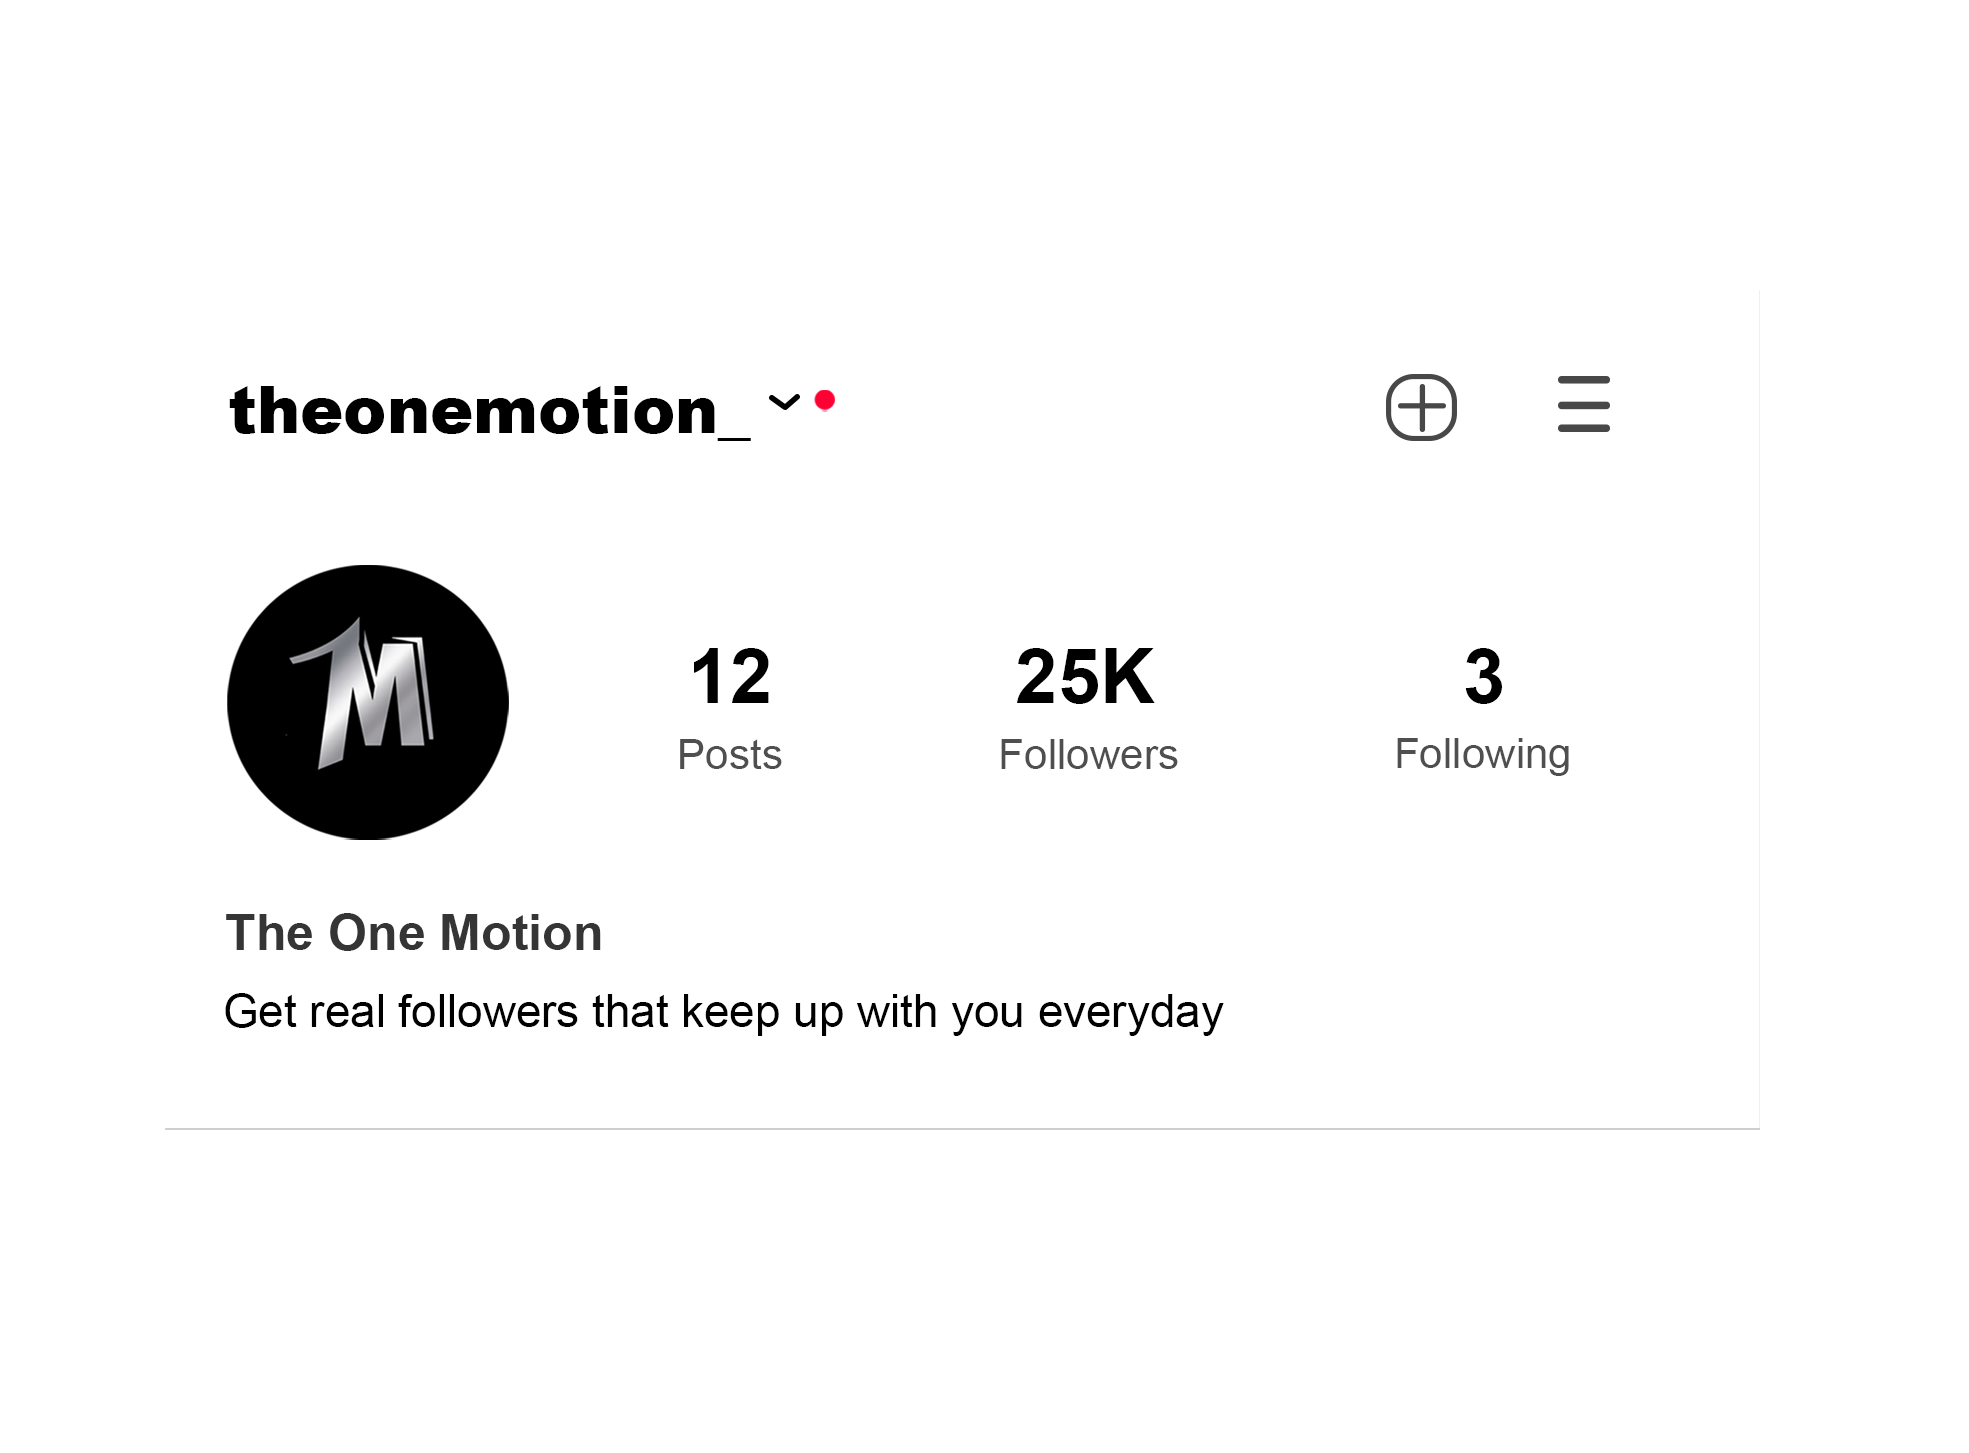 theonemotion_
1M
12 25K 3
Posts Followers Following
The One Motion
Get real followers that keep up with you everyday